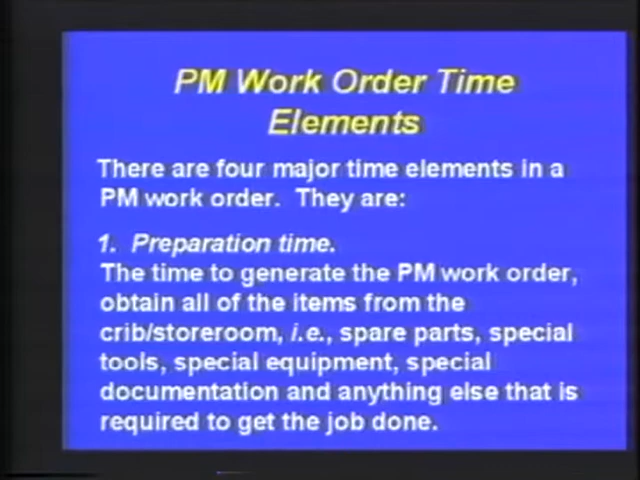 PM Work Order Time
Elements
There are four major time elements in a
PM work order.  They are:
1.  Preparation time.
The time to generate the PM work order,
obtain all of the items from the
crib/storeroom, i.e., spare parts, special
tools, special equipment, special
documentation and anything else that is
required to get the job done.